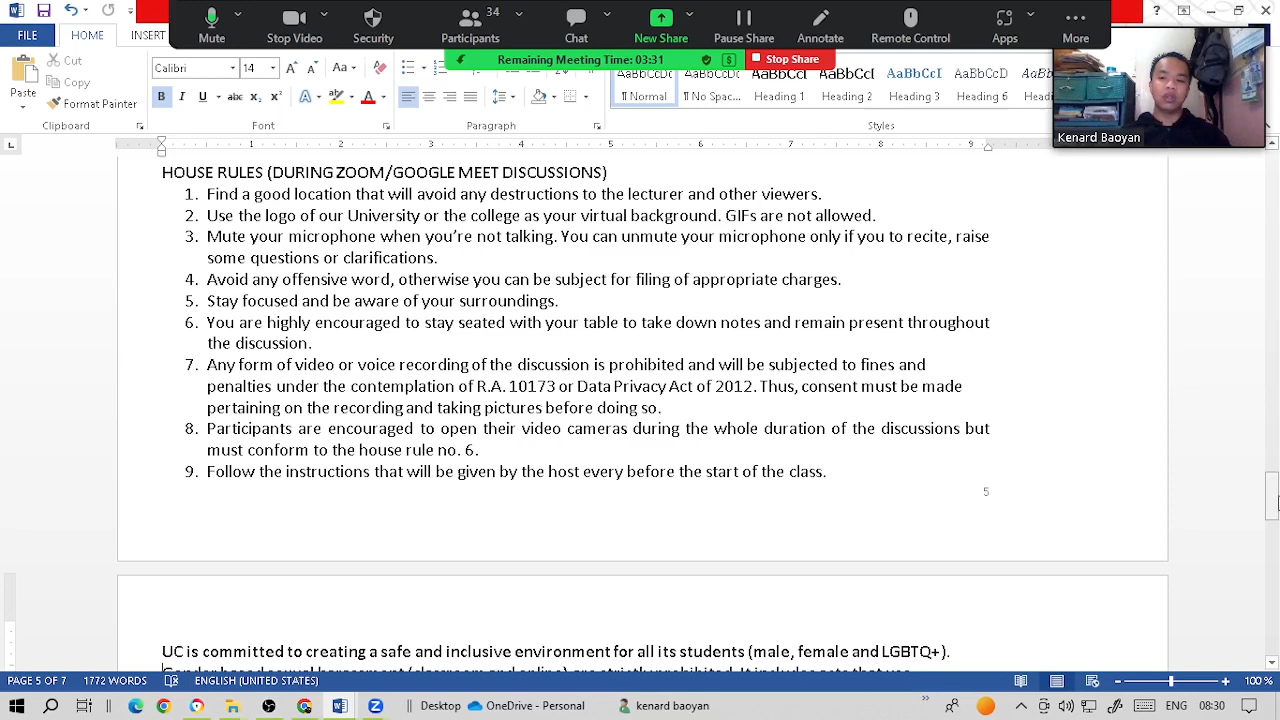 34
Mute
Stop Video
Security
Participants
Chat
New Share
Pause Share
Annotate
Remote Control
Apps
More
Remaining Meeting Time: 03:31
Stop Share
FILE
HOME
INSERT
Paste
Cut
Copy
Format Painter
Calibri
14
Clipboard
Font
Paragraph
Styles
¶ Normal
¶ No Spac...
Heading 1
Heading 2
Heading 3
Heading 6
Kenard Baoyan
HOUSE RULES (DURING ZOOM/GOOGLE MEET DISCUSSIONS)
1. Find a good location that will avoid any destructions to the lecturer and other viewers.
2. Use the logo of our University or the college as your virtual background. GIFs are not allowed.
3. Mute your microphone when you’re not talking. You can unmute your microphone only if you to recite, raise
some questions or clarifications.
4. Avoid any offensive word, otherwise you can be subject for filing of appropriate charges.
5. Stay focused and be aware of your surroundings.
6. You are highly encouraged to stay seated with your table to take down notes and remain present throughout
the discussion.
7. Any form of video or voice recording of the discussion is prohibited and will be subjected to fines and
penalties under the contemplation of R.A. 10173 or Data Privacy Act of 2012. Thus, consent must be made
pertaining on the recording and taking pictures before doing so.
8. Participants are encouraged to open their video cameras during the whole duration of the discussions but
must conform to the house rule no. 6.
9. Follow the instructions that will be given by the host every before the start of the class.
5
UC is committed to creating a safe and inclusive environment for all its students (male, female and LGBTQ+).
PAGE 5 OF 7
1772 WORDS
ENGLISH (UNITED STATES)
100 %
Desktop
OneDrive - Personal
kenard baoyan
ENG
08:30